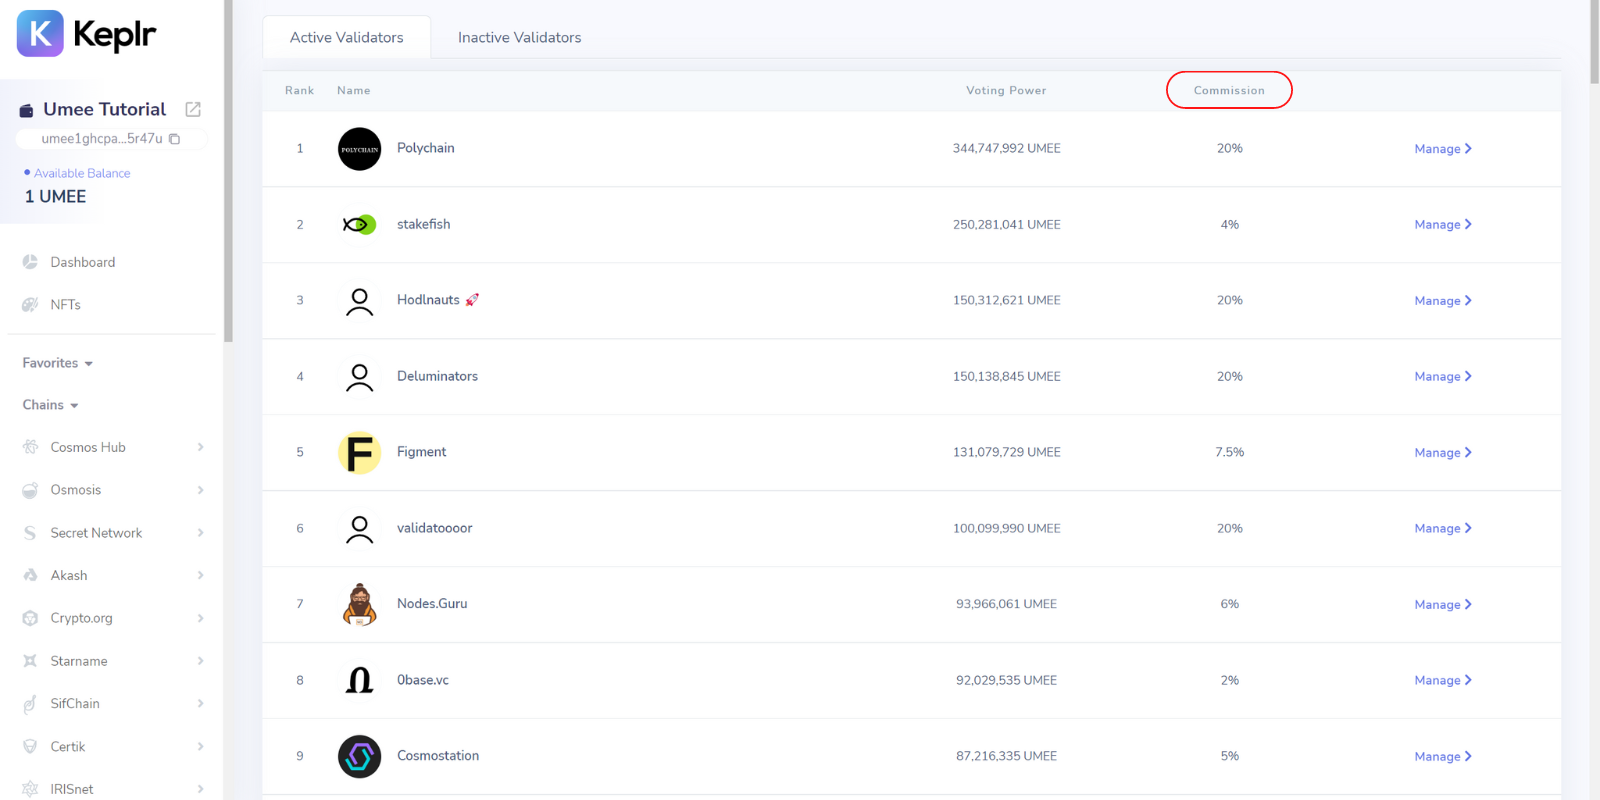 K Keplr
Umee Tutorial
umee1ghcpa...5r47u
Available Balance
1 UMEE
Dashboard
NFTs
Favorites
Chains
Cosmos Hub
Osmosis
Secret Network
Akash
Crypto.org
Starname
SifChain
Certik
IRISnet
Active Validators Inactive Validators
Rank Name Voting Power Commission
1 POLYCHAIN Polychain 344,747,992 UMEE 20% Manage
2 stakefish 250,281,041 UMEE 4% Manage
3 Hodlnauts 🚀 150,312,621 UMEE 20% Manage
4 Deluminators 150,138,845 UMEE 20% Manage
5 F Figment 131,079,729 UMEE 7.5% Manage
6 validatoooor 100,099,990 UMEE 20% Manage
7 Nodes.Guru 93,966,061 UMEE 6% Manage
8 0base.vc 92,029,535 UMEE 2% Manage
9 Cosmostation 87,216,335 UMEE 5% Manage